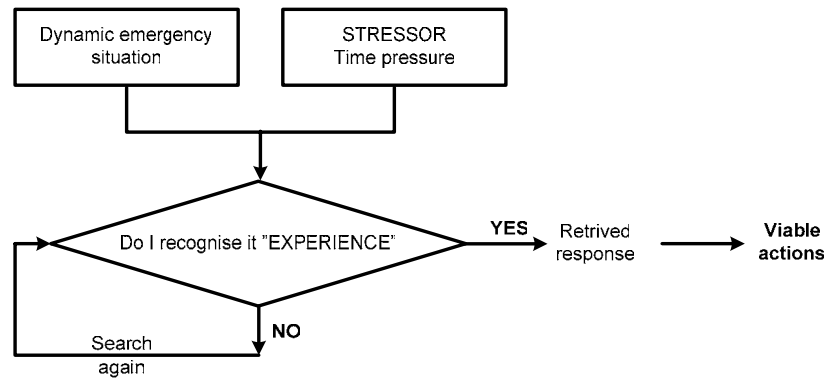 Dynamic emergency
situation
STRESSOR
Time pressure
Do I recognise it "EXPERIENCE"
YES
Retrived
response
Viable
actions
NO
Search
again